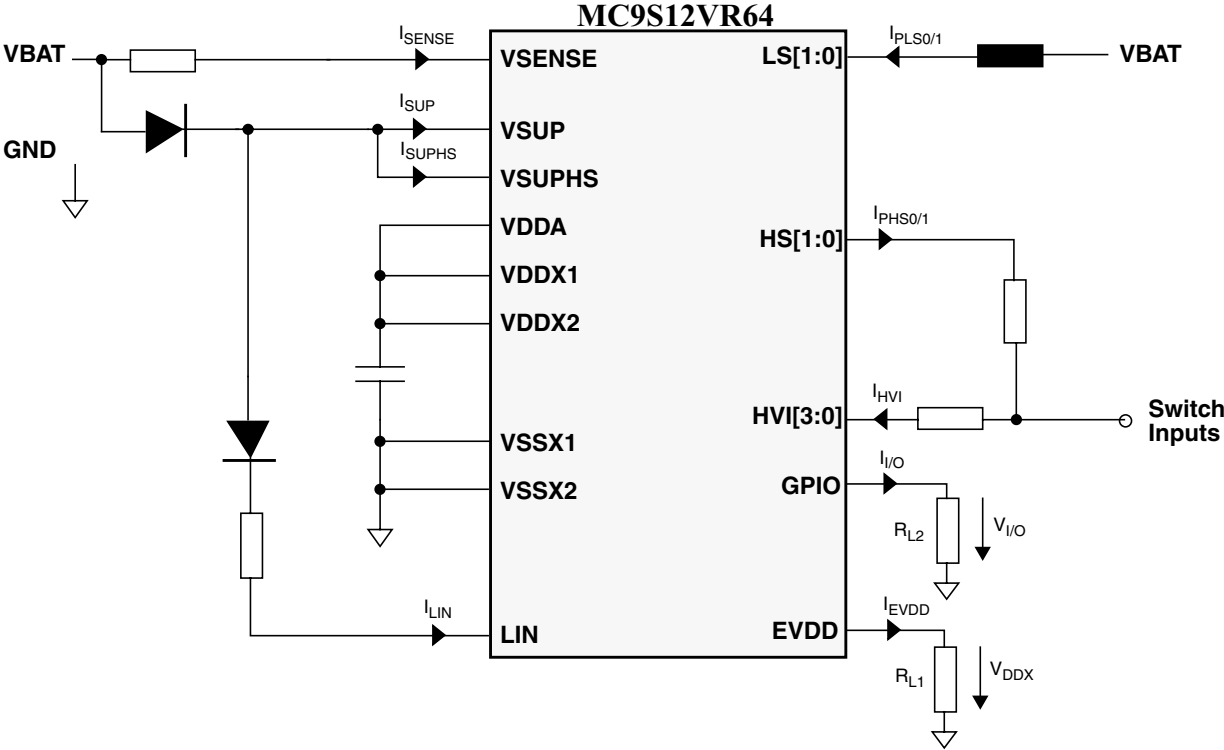 MC9S12VR64
VBAT
I_SENSE
VSENSE
LS[1:0]
I_PLS0/1
VBAT
I_SUP
VSUP
GND
I_SUPHS
VSUPHS
VDDA
HS[1:0]
I_PHS0/1
VDDX1
VDDX2
HVI[3:0]
I_HVI
Switch
Inputs
VSSX1
VSSX2
GPIO
I_I/O
R_L2
V_I/O
I_LIN
LIN
EVDD
I_EVDD
R_L1
V_DDX